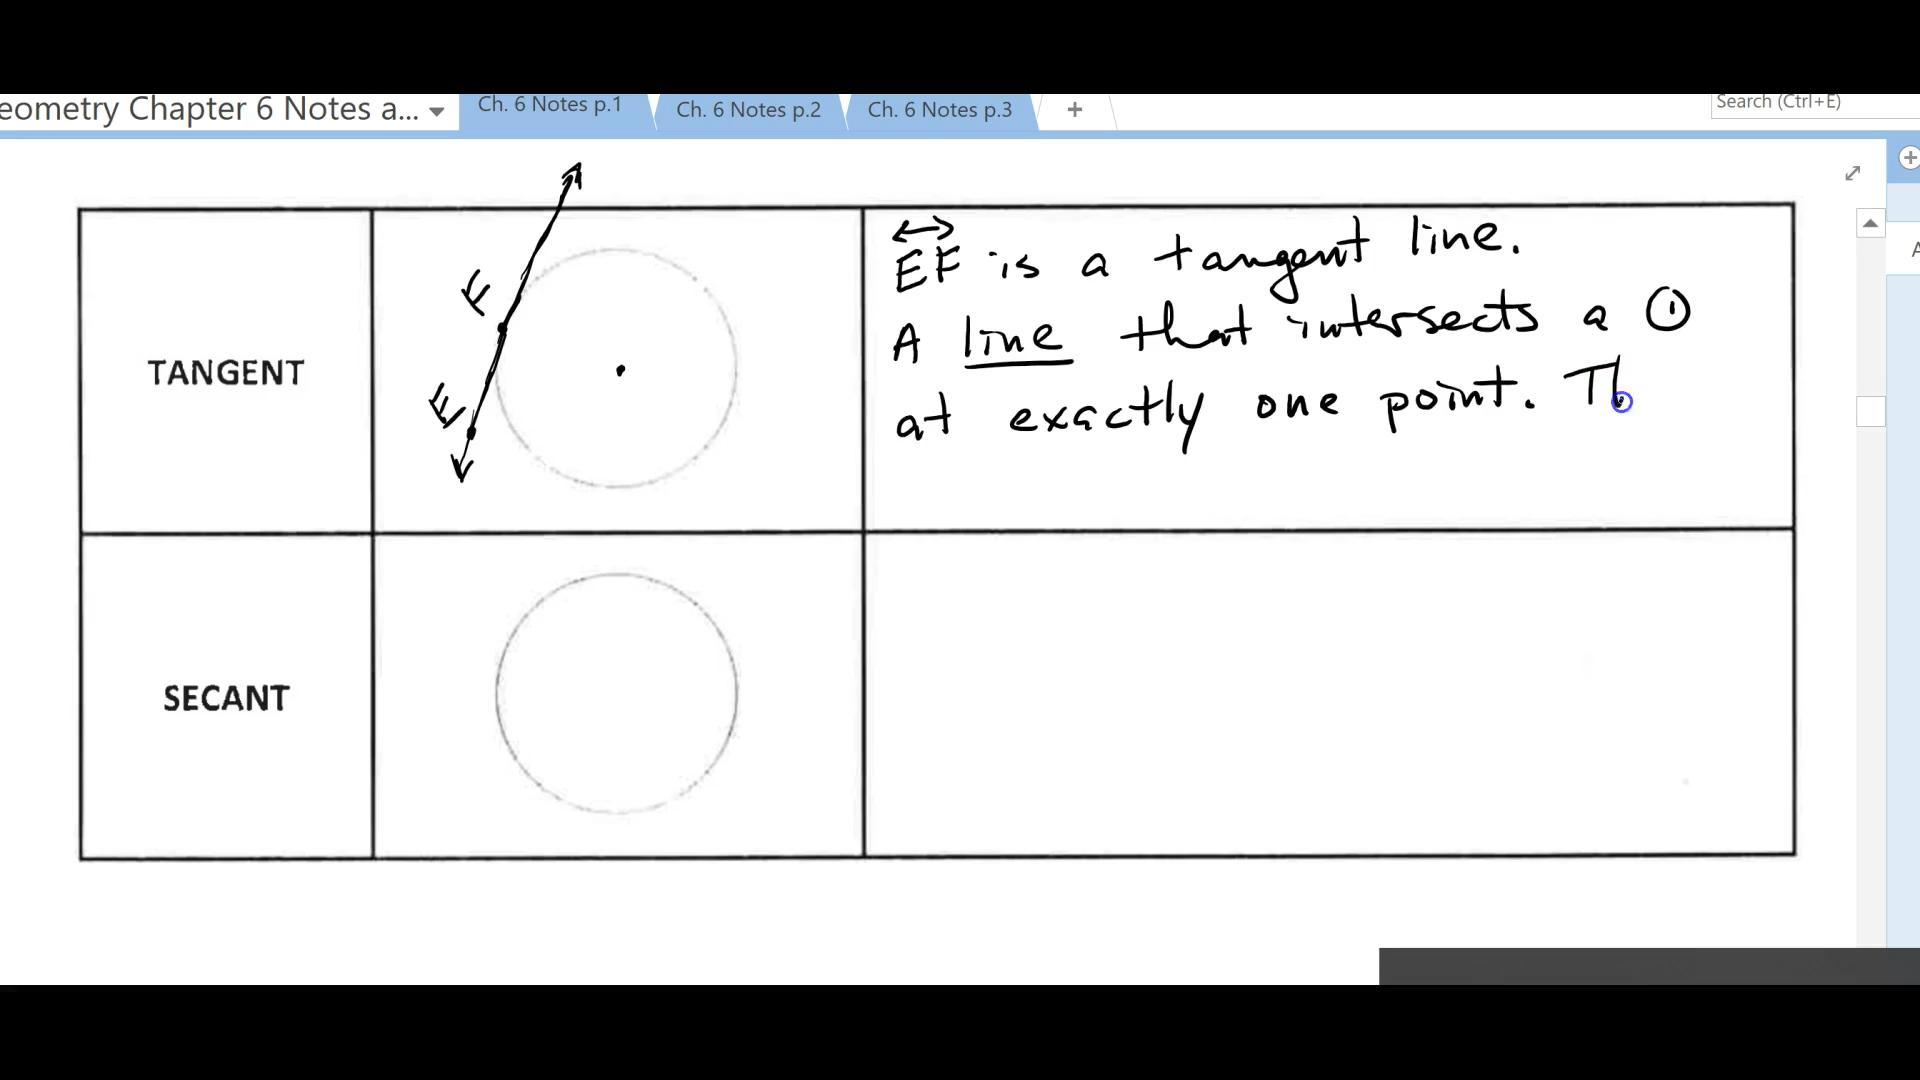 eometry Chapter 6 Notes a...
Ch. 6 Notes p.1
Ch. 6 Notes p.2
Ch. 6 Notes p.3
+
Search (Ctrl+E)
TANGENT
F
E
EF is a tangent line.
A line that intersects a ⊙
at exactly one point. Th
SECANT